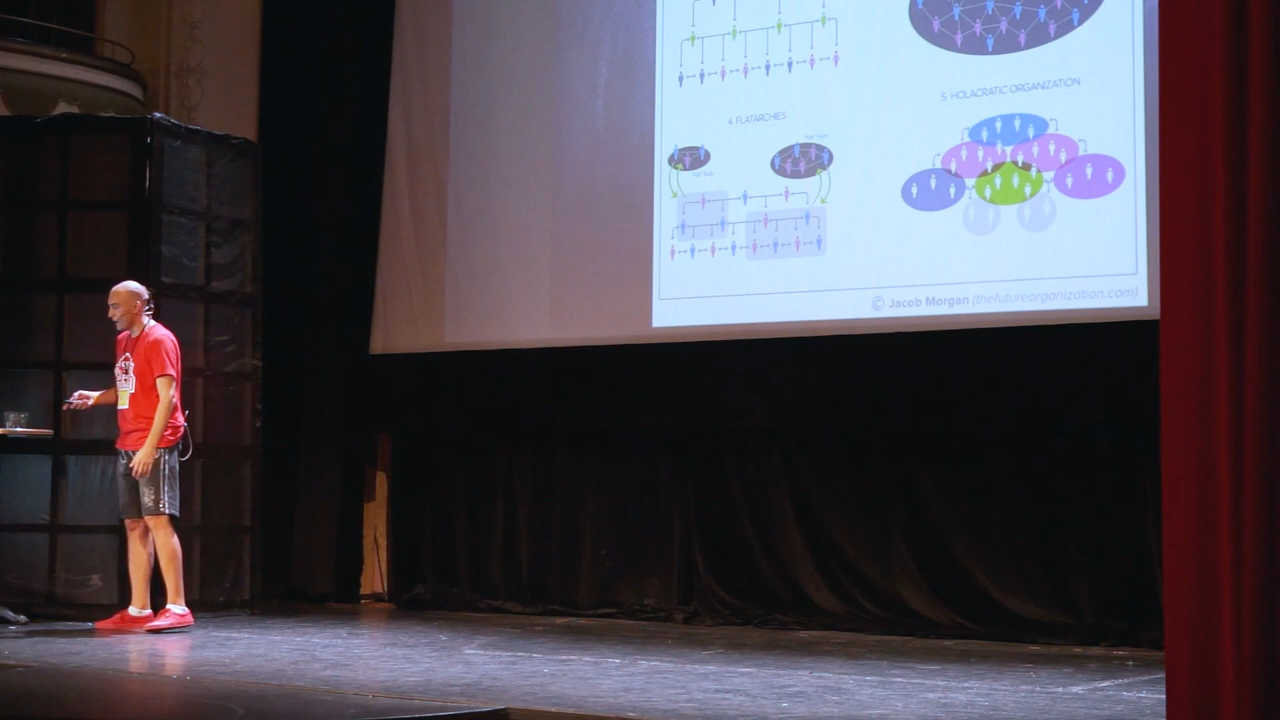 5. HOLACRATIC ORGANIZATION
4. FLATARCHIES
© Jacob Morgan (thefutureorganization.com)